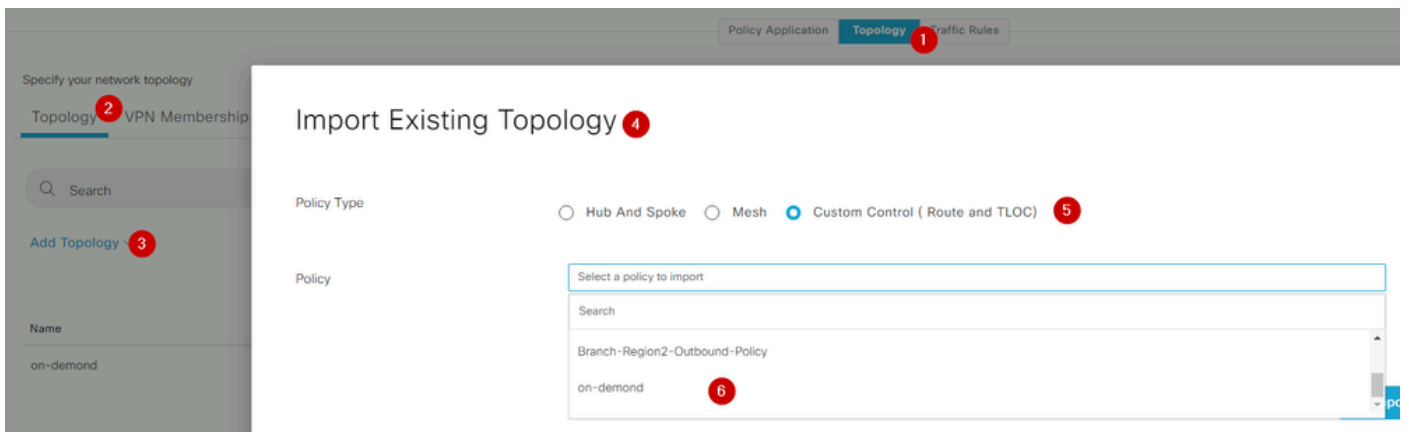 Policy Application Topology 1 Traffic Rules
Specify your network topology
Topology 2 VPN Membership
Import Existing Topology 4
Search
Policy Type
Hub And Spoke Mesh Custom Control ( Route and TLOC) 5
Add Topology 3
Policy
Select a policy to import
Search
Name
Branch-Region2-Outbound-Policy
on-demond
on-demond 6